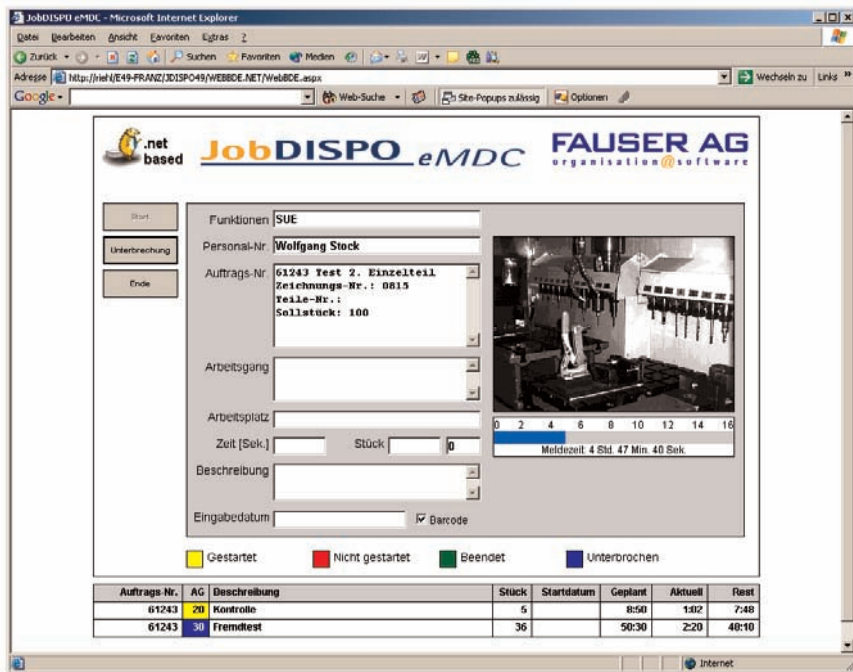 JobDISPO eMDC - Microsoft Internet Explorer
Datei Bearbeiten Ansicht Favoriten Extras ?
Zurück Suchen Favoriten Medien
Adresse http://riehl/E49-FRANZ/JDISPO49/WEBBDE.NET/WebBDE.aspx Wechseln zu Links »
Google Web-Suche Site-Popups zulässig Optionen
.net based
JobDISPO eMDC
FAUSER AG
organisation@software
Start
Unterbrechung
Ende
Funktionen SUE
Personal-Nr. Wolfgang Stock
Auftrags-Nr. 61243 Test 2. Einzelteil
Zeichnungs-Nr.: 0815
Teile-Nr.:
Sollstück: 100
Arbeitsgang
Arbeitsplatz
Zeit [Sek.] Stück 0
Beschreibung
Eingabedatum Barcode
0 2 4 6 8 10 12 14 16
Meldezeit 4 Std. 47 Min. 40 Sek.
Gestartet Nicht gestartet Beendet Unterbrochen
Auftrags-Nr. AG Beschreibung Stück Startdatum Geplant Aktuell Rest
61243 20 Kontrolle 5 8:50 1:02 7:48
61243 30 Fremdtest 36 50:30 2:20 48:10
Internet